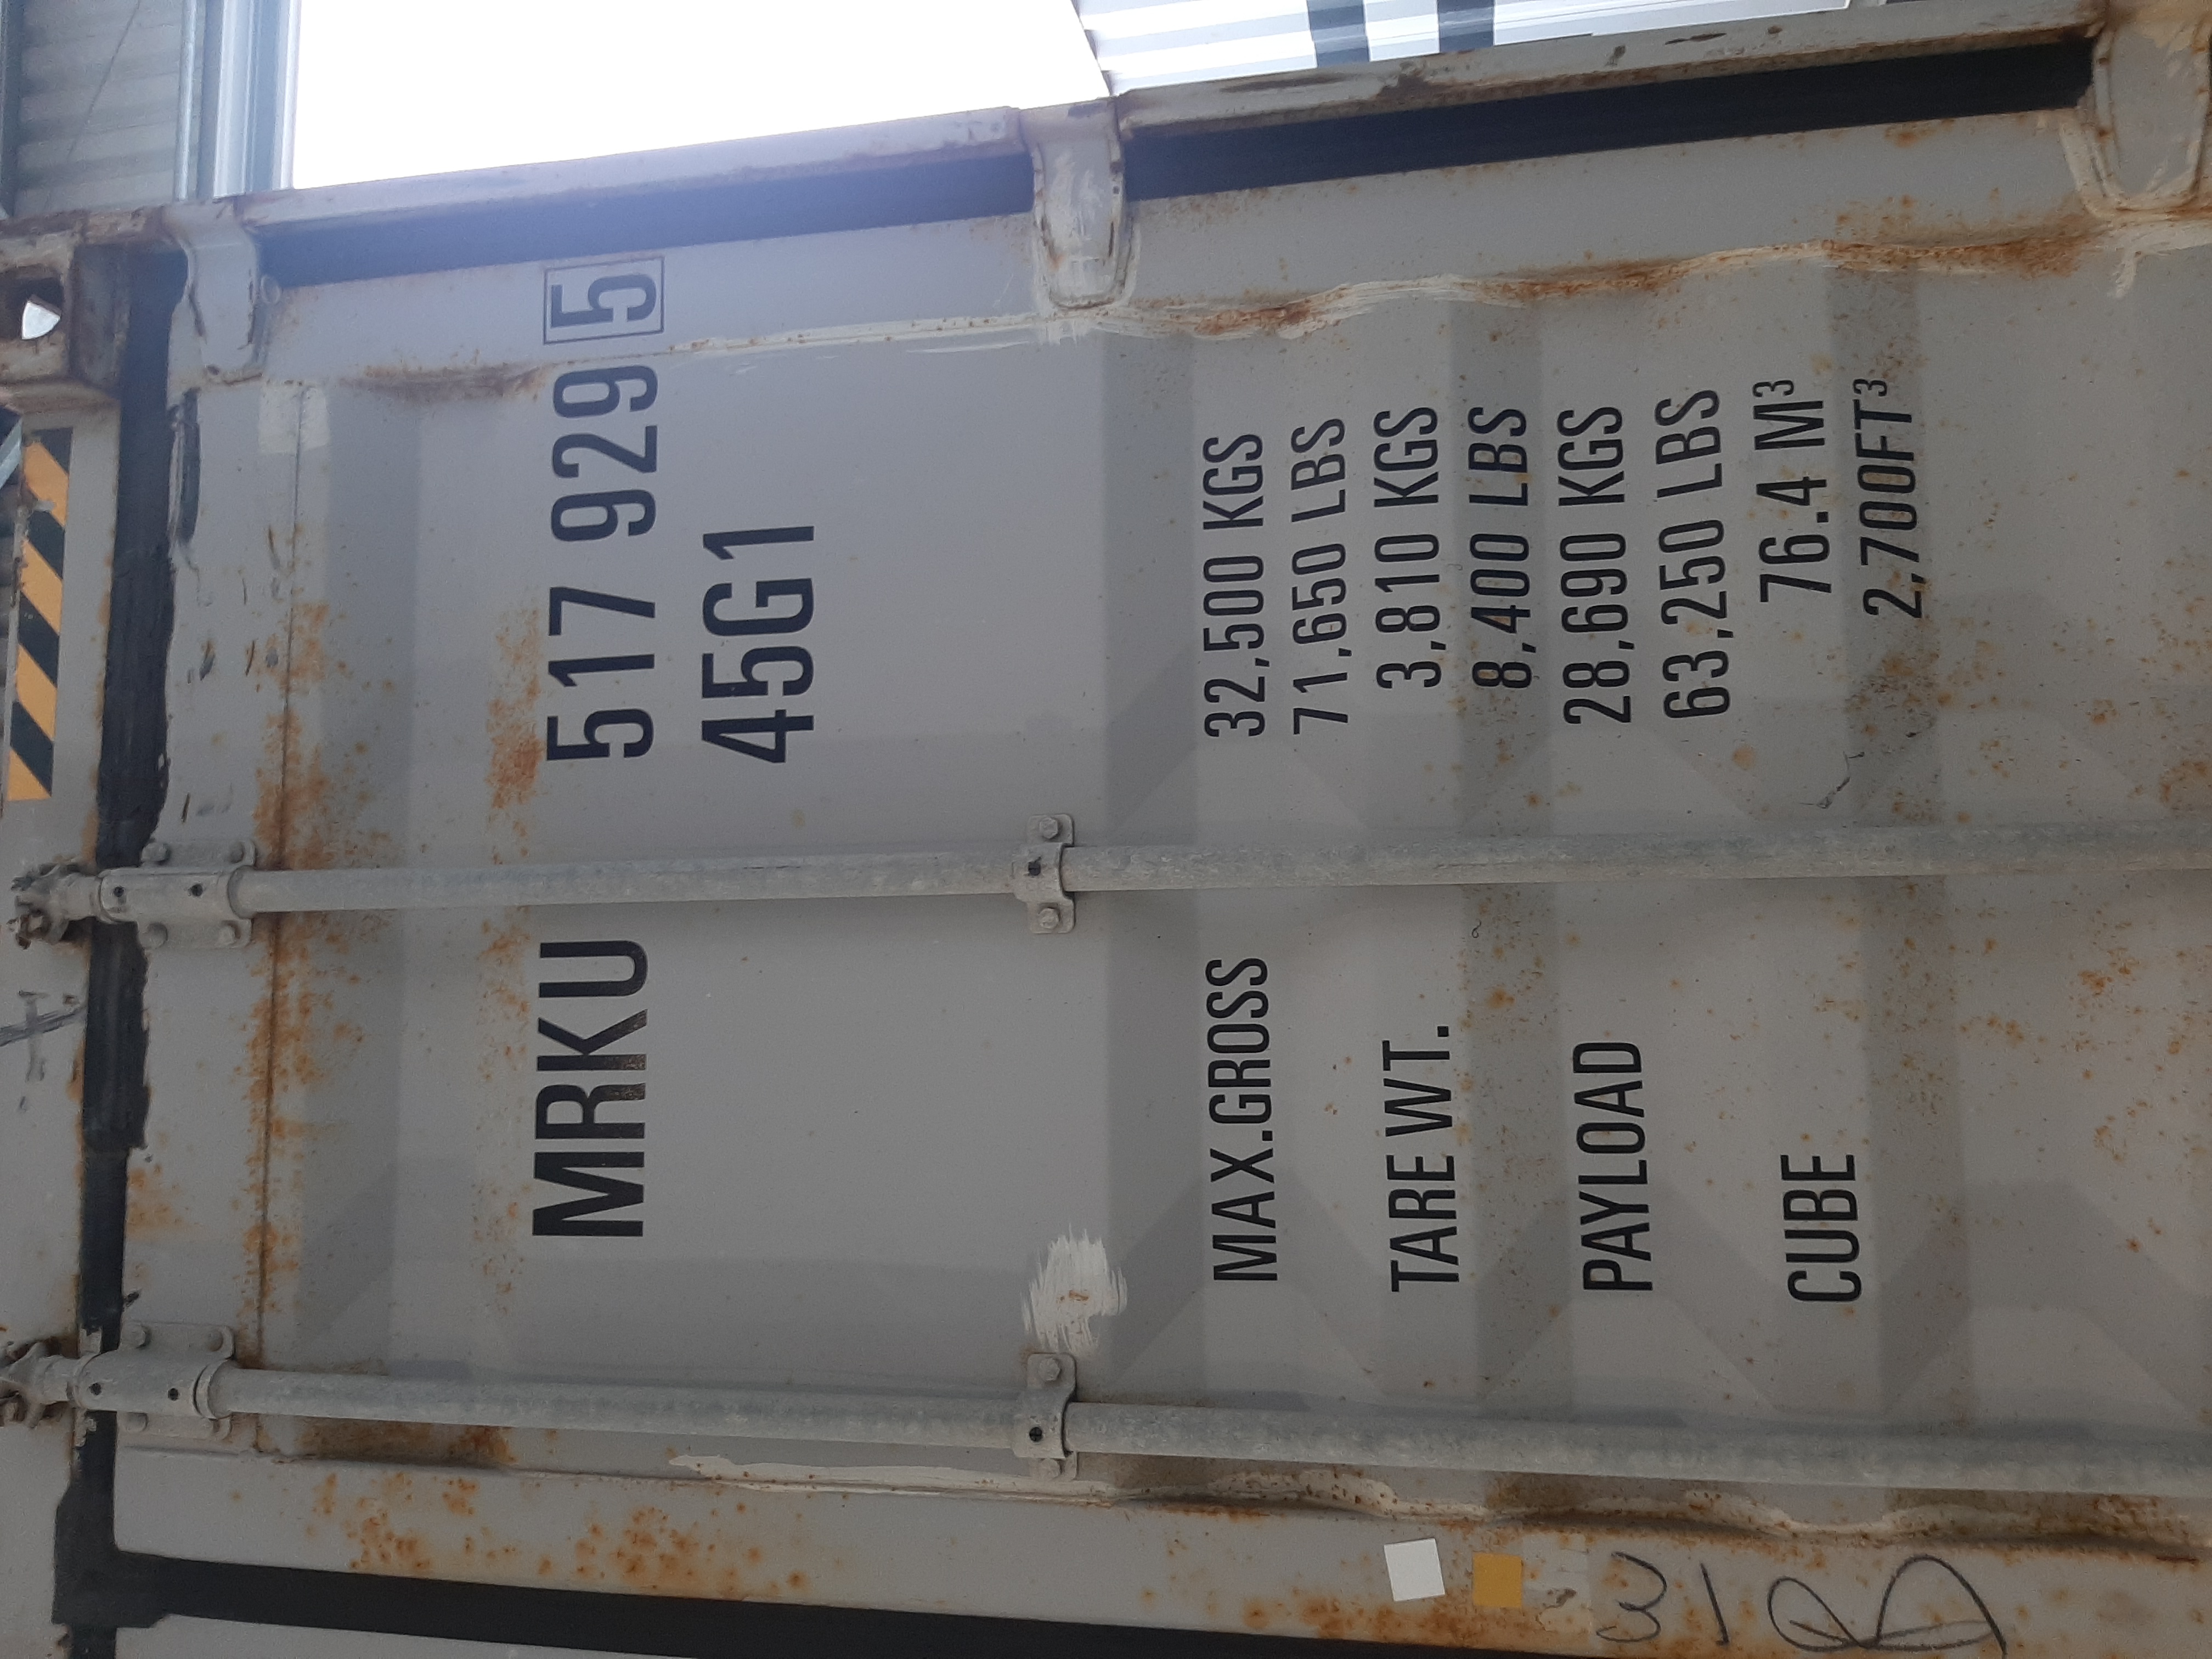 MRKU 517 929 5
45G1
MAX.GROSS 32,500 KGS
71,650 LBS
TARE WT. 3,810 KGS
8,400 LBS
PAYLOAD 28,690 KGS
63,250 LBS
CUBE 76.4 M³
2,700FT³